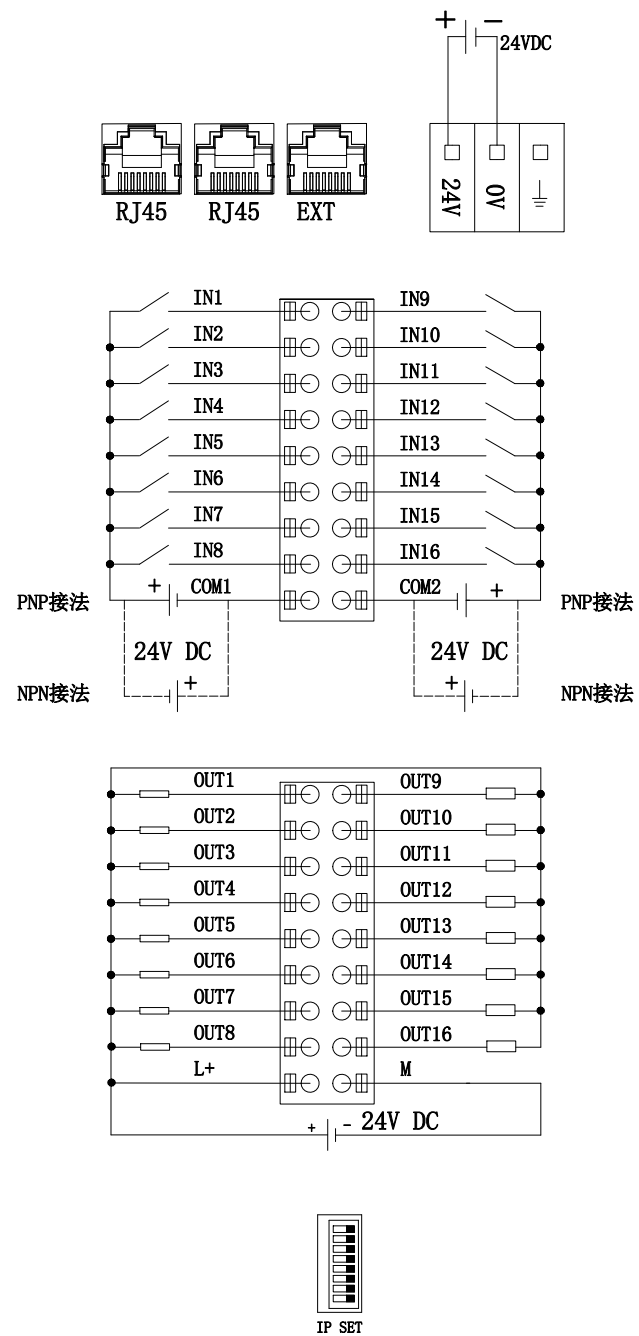 + −
24VDC
RJ45 RJ45 EXT
24V 0V
IN1 IN9
IN2 IN10
IN3 IN11
IN4 IN12
IN5 IN13
IN6 IN14
IN7 IN15
IN8 IN16
PNP接法 + COM1 COM2 + PNP接法
24V DC 24V DC
NPN接法 + + NPN接法
OUT1 OUT9
OUT2 OUT10
OUT3 OUT11
OUT4 OUT12
OUT5 OUT13
OUT6 OUT14
OUT7 OUT15
OUT8 OUT16
L+ M
+ - 24V DC
IP SET